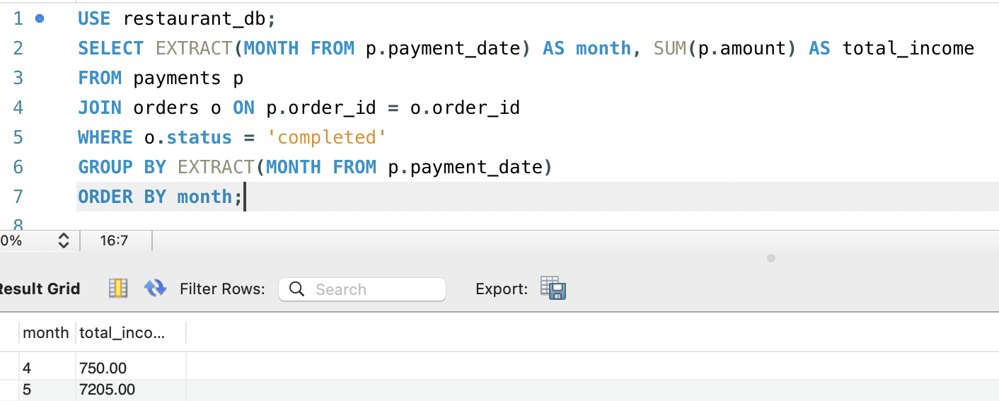 1 USE restaurant_db;
2 SELECT EXTRACT(MONTH FROM p.payment_date) AS month, SUM(p.amount) AS total_income
3 FROM payments p
4 JOIN orders o ON p.order_id = o.order_id
5 WHERE o.status = 'completed'
6 GROUP BY EXTRACT(MONTH FROM p.payment_date)
7 ORDER BY month;
8
0% 16:7
Result Grid Filter Rows: Search Export:
month total_inco...
4 750.00
5 7205.00